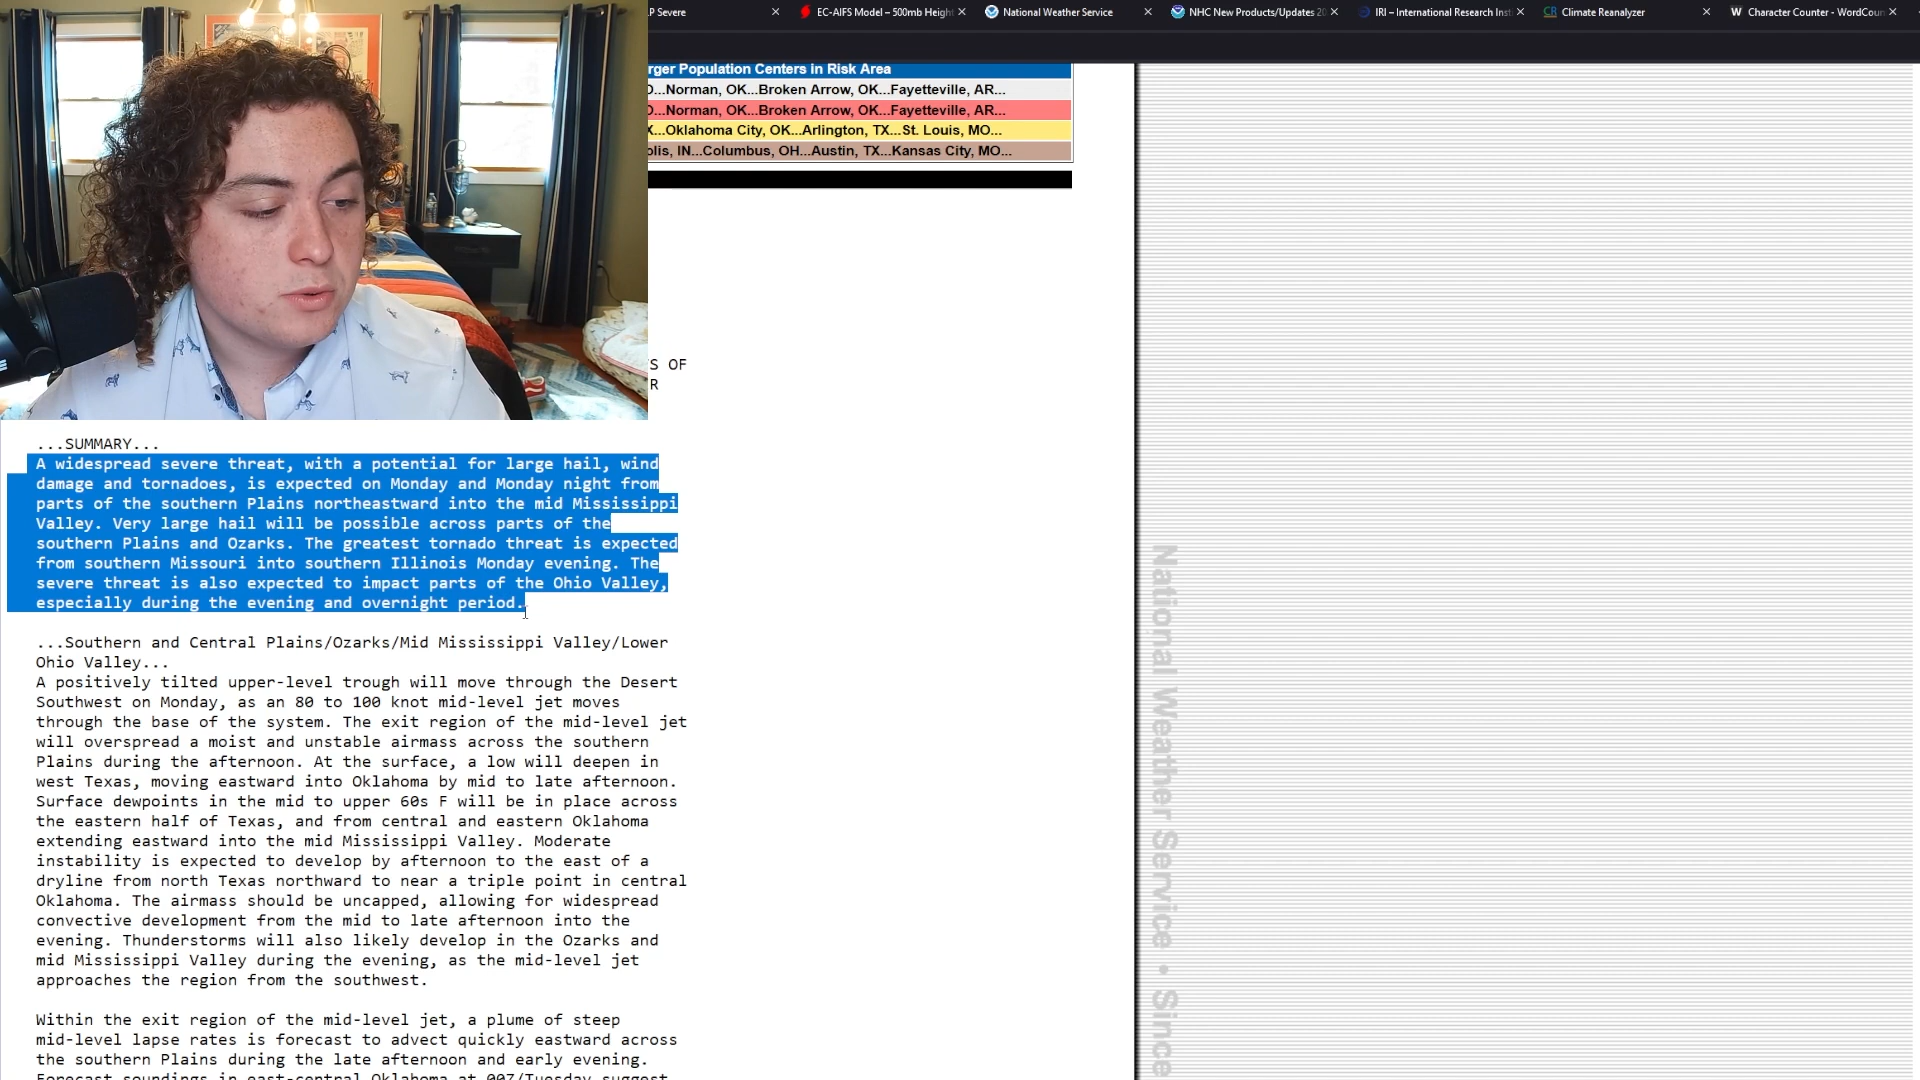 P Severe
EC-AIFS Model – 500mb Heigh
National Weather Service
NHC New Products/Updates 20
IRI – International Research Inst
CR Climate Reanalyzer
W Character Counter - WordCoun
rger Population Centers in Risk Area
O...Norman, OK...Broken Arrow, OK...Fayetteville, AR...
O...Norman, OK...Broken Arrow, OK...Fayetteville, AR...
X...Oklahoma City, OK...Arlington, TX...St. Louis, MO...
olis, IN...Columbus, OH...Austin, TX...Kansas City, MO...
S OF
R
...SUMMARY...
A widespread severe threat, with a potential for large hail, wind
damage and tornadoes, is expected on Monday and Monday night from
parts of the southern Plains northeastward into the mid Mississippi
Valley. Very large hail will be possible across parts of the
southern Plains and Ozarks. The greatest tornado threat is expected
from southern Missouri into southern Illinois Monday evening. The
severe threat is also expected to impact parts of the Ohio Valley,
especially during the evening and overnight period.
...Southern and Central Plains/Ozarks/Mid Mississippi Valley/Lower
Ohio Valley...
A positively tilted upper-level trough will move through the Desert
Southwest on Monday, as an 80 to 100 knot mid-level jet moves
through the base of the system. The exit region of the mid-level jet
will overspread a moist and unstable airmass across the southern
Plains during the afternoon. At the surface, a low will deepen in
west Texas, moving eastward into Oklahoma by mid to late afternoon.
Surface dewpoints in the mid to upper 60s F will be in place across
the eastern half of Texas, and from central and eastern Oklahoma
extending eastward into the mid Mississippi Valley. Moderate
instability is expected to develop by afternoon to the east of a
dryline from north Texas northward to near a triple point in central
Oklahoma. The airmass should be uncapped, allowing for widespread
convective development from the mid to late afternoon into the
evening. Thunderstorms will also likely develop in the Ozarks and
mid Mississippi Valley during the evening, as the mid-level jet
approaches the region from the southwest.
Within the exit region of the mid-level jet, a plume of steep
mid-level lapse rates is forecast to advect quickly eastward across
the southern Plains during the late afternoon and early evening.
Forecast soundings in east-central Oklahoma at 00Z/Tuesday suggest
National Weather Service • Since